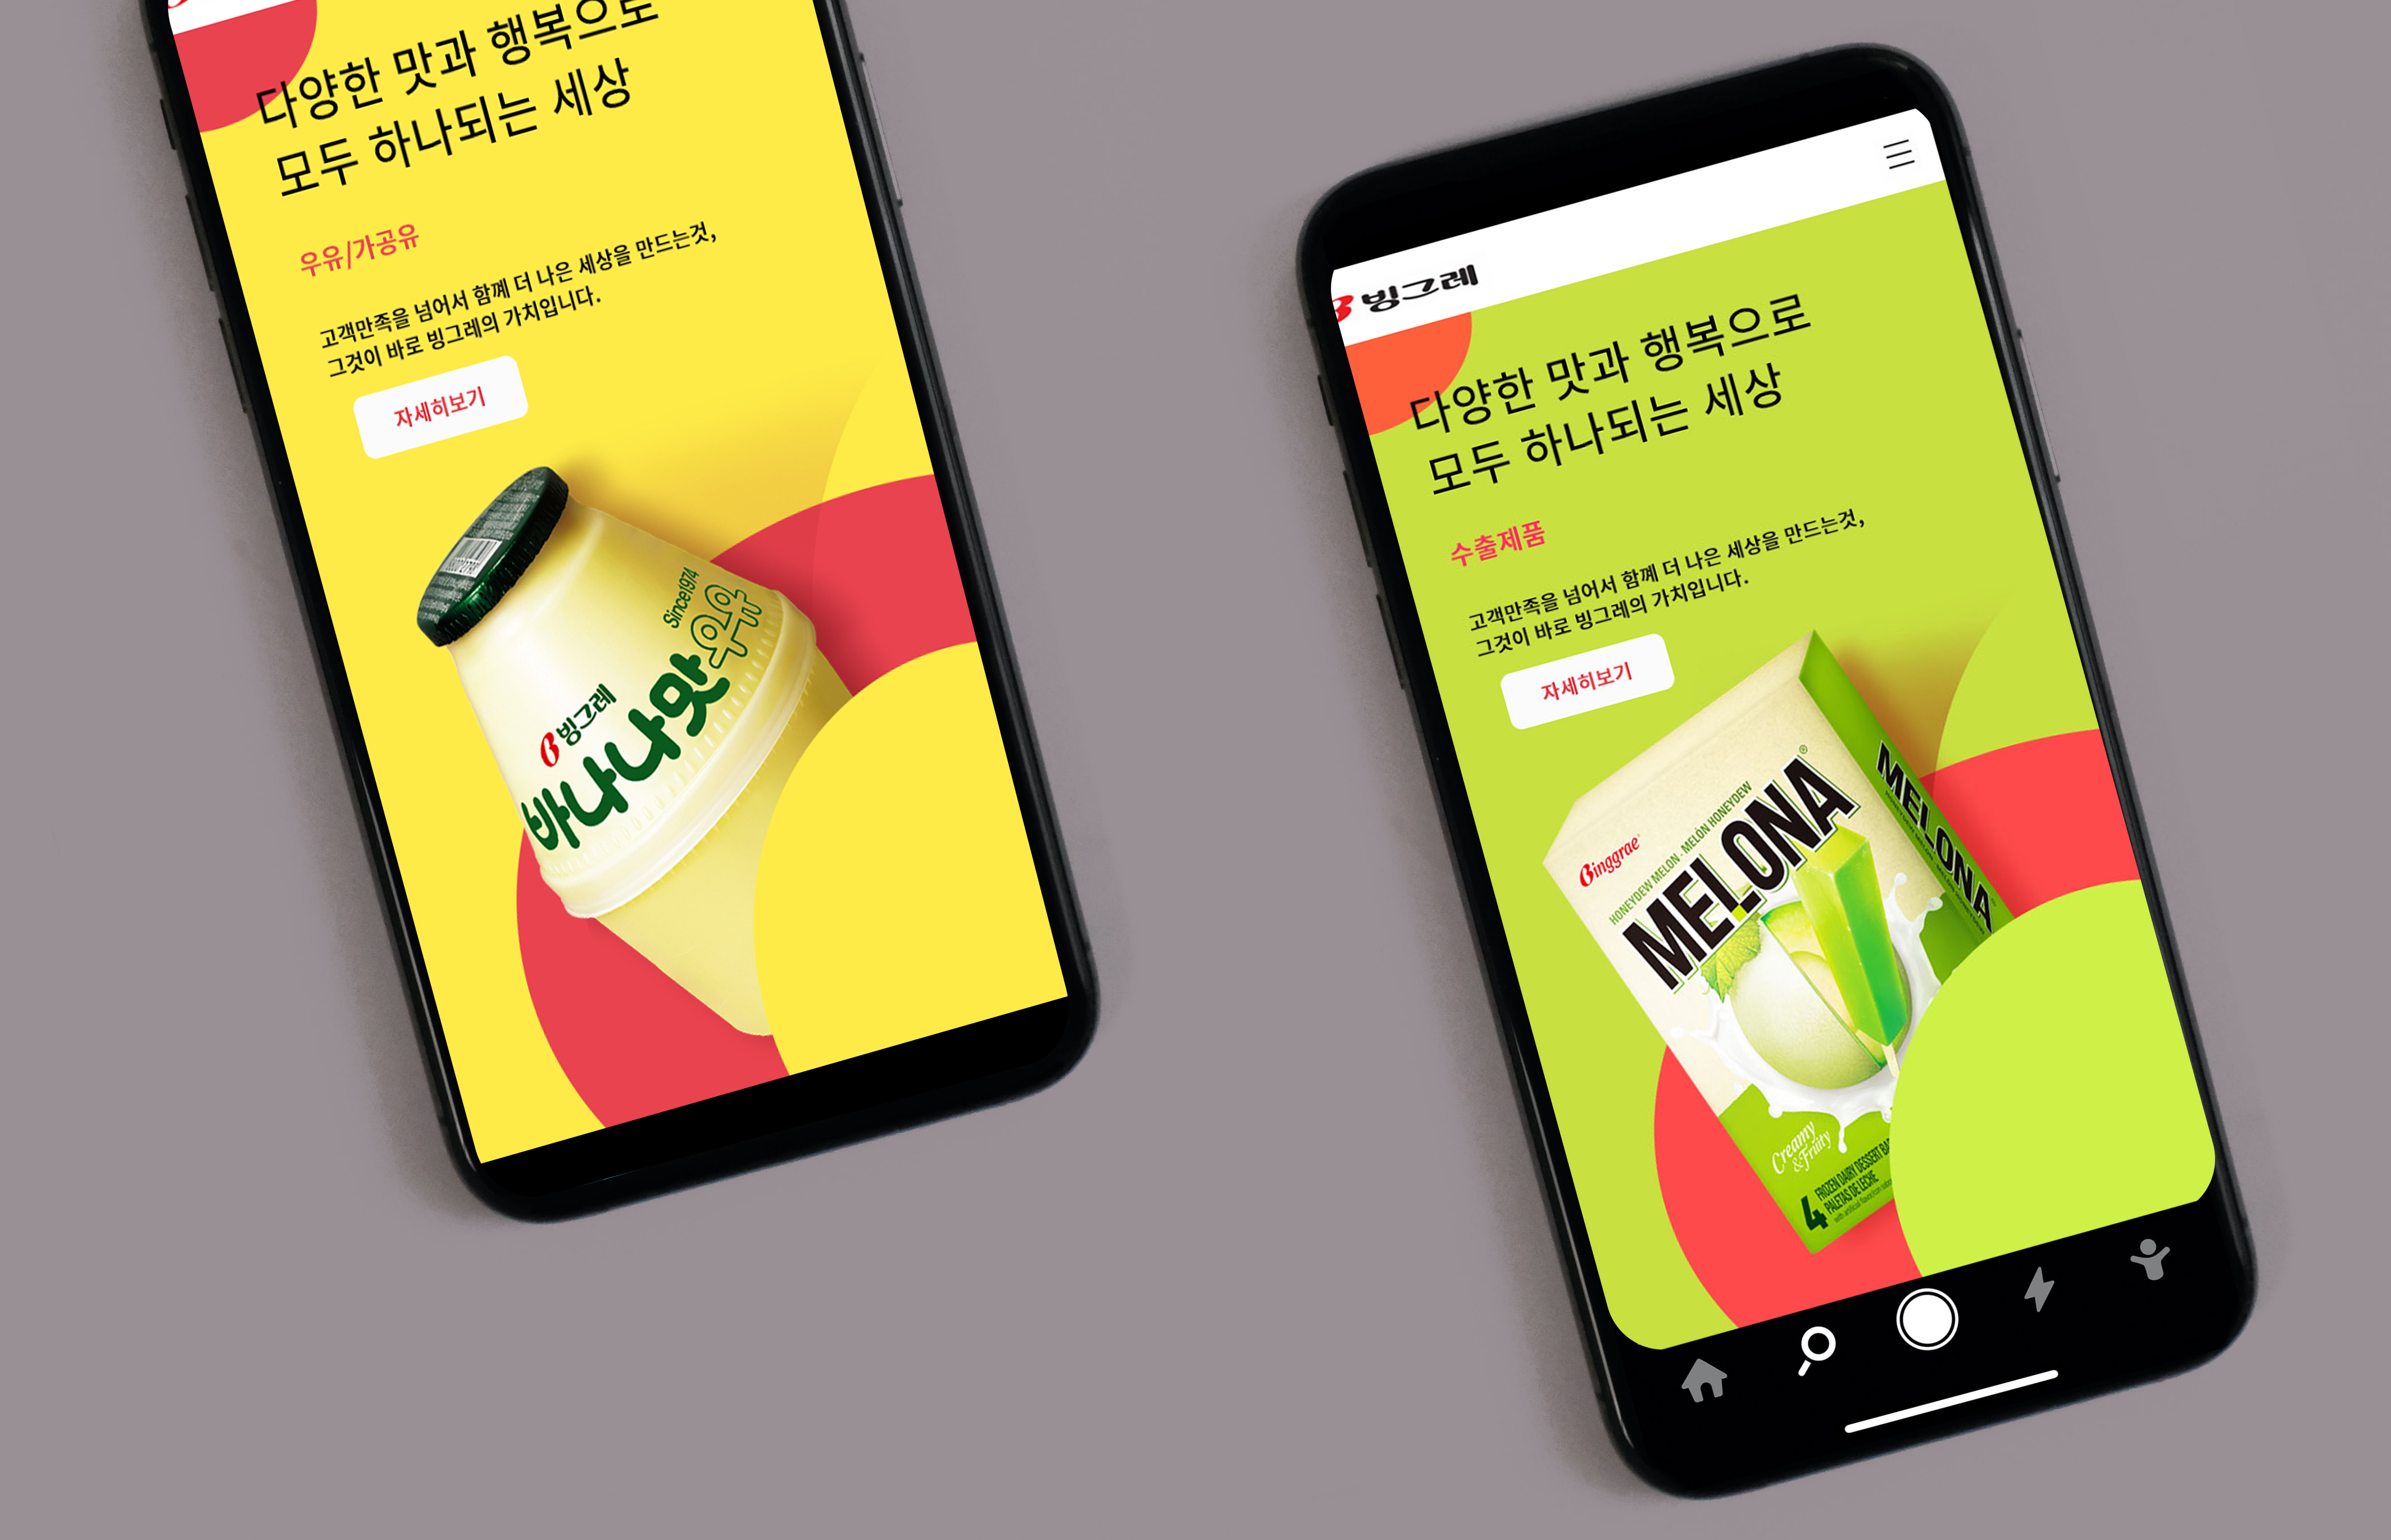 다양한 맛과 행복으로
모두 하나되는 세상
우유/가공유
고객만족을 넘어서 함꼐 더 나은 세상을 만드는것,
그것이 바로 빙그레의 가치입니다.
자세히보기
Since1974
빙그레
바나나맛 우유
빙그레
다양한 맛과 행복으로
모두 하나되는 세상
수출제품
고객만족을 넘어서 함꼐 더 나은 세상을 만드는것,
그것이 바로 빙그레의 가치입니다.
자세히보기
Binggrae
HONEYDEW MELON · MELÓN HONEYDEW
MELONA®
MELONA
Creamy
&Fruity
4
FROZEN DAIRY DESSERT
PALETAS DE LECHE